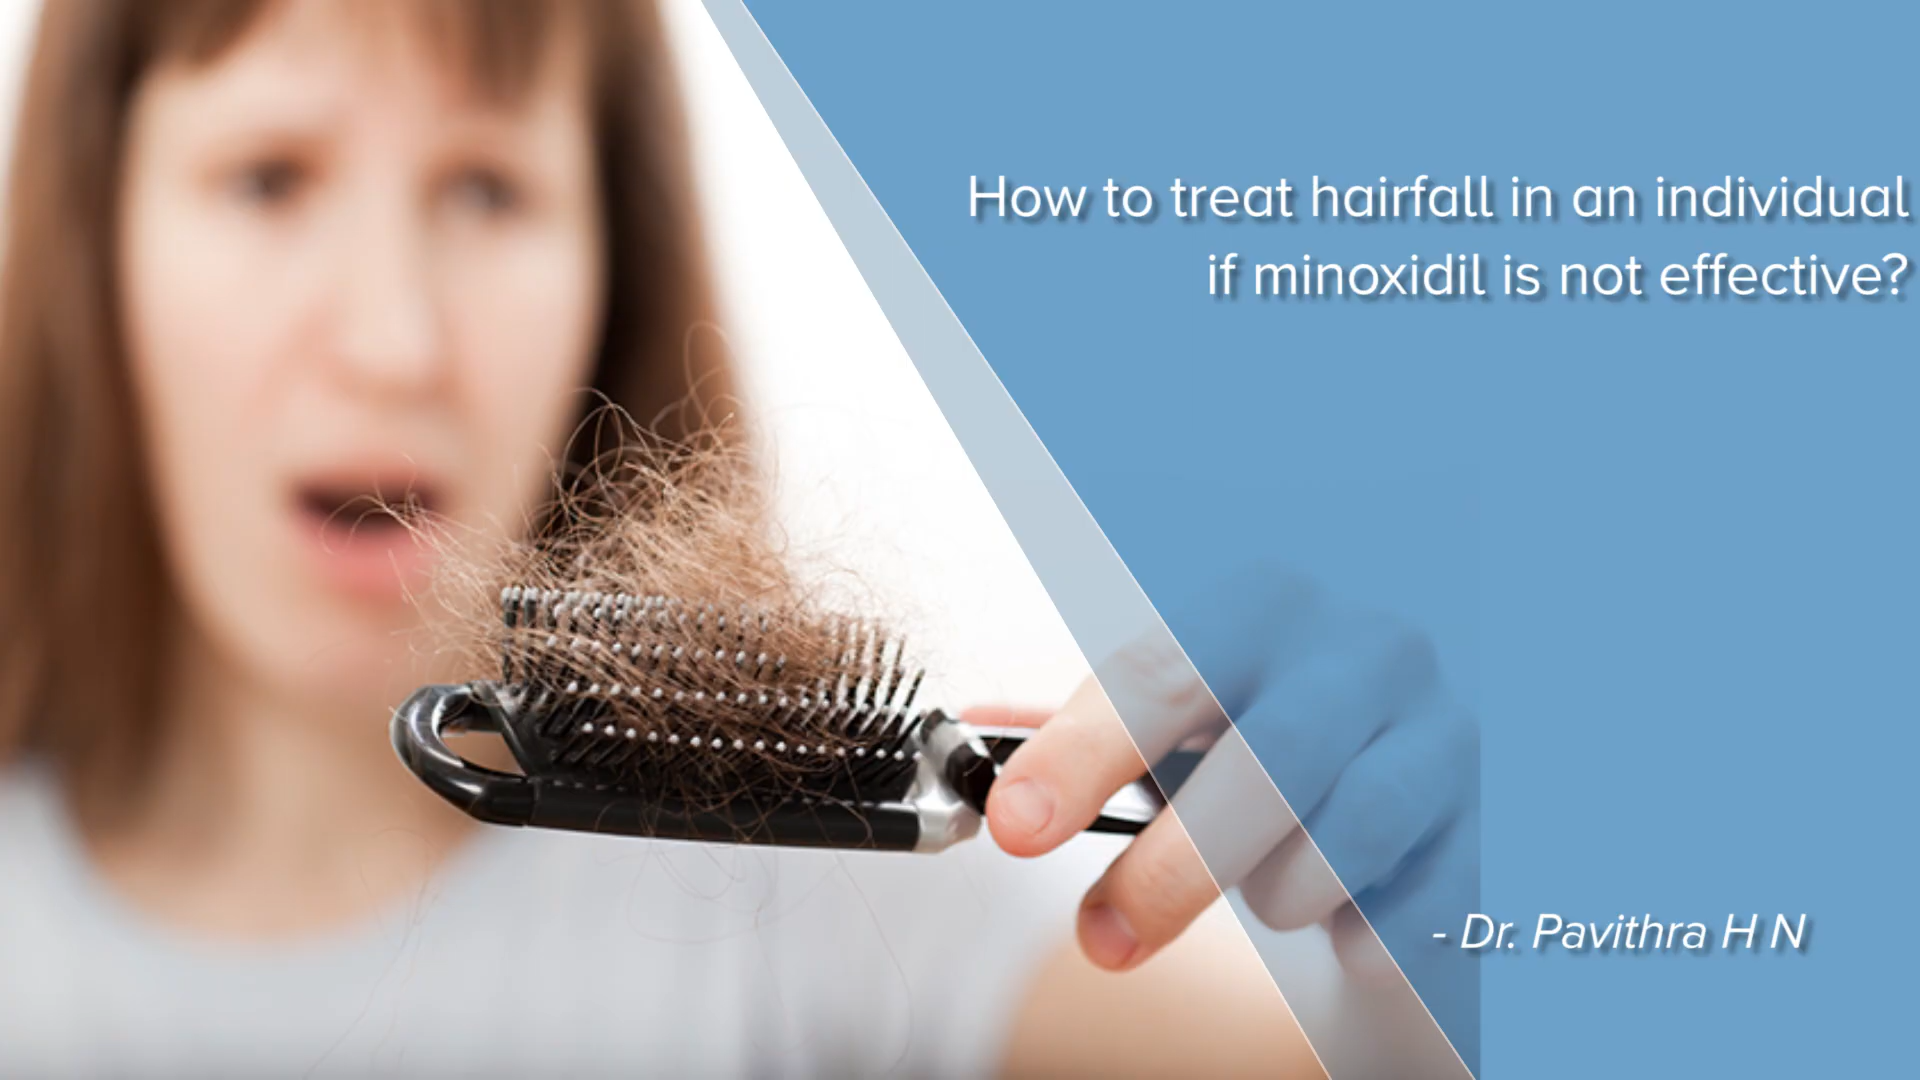 How to treat hairfall in an individual
if minoxidil is not effective?
- Dr. Pavithra H N